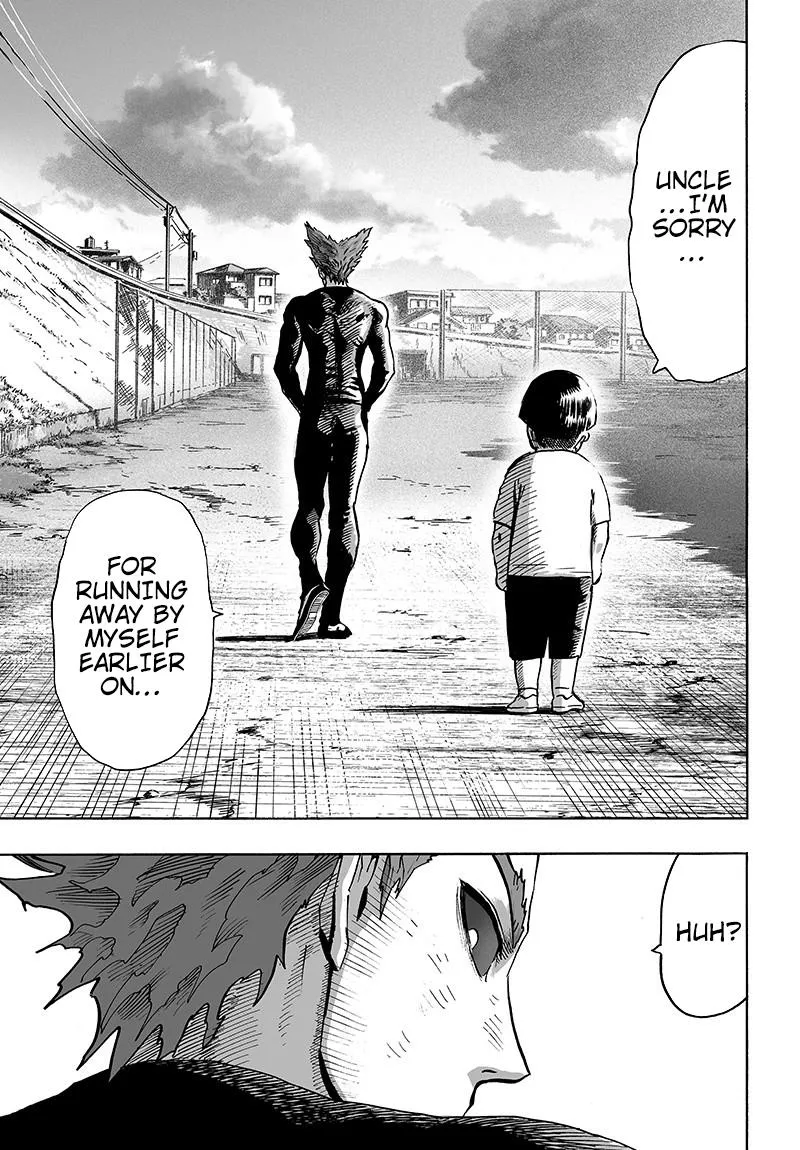 UNCLE
...I'M
SORRY
...
FOR
RUNNING
AWAY BY
MYSELF
EARLIER
ON...
HUH?